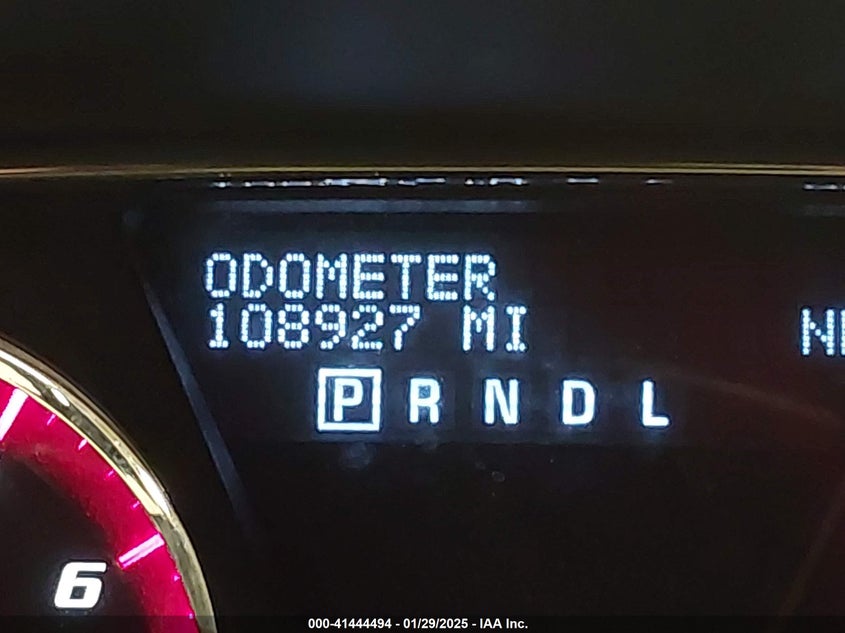 ODOMETER
108927 MI
P R N D L
6
000-41444494 - 01/29/2025 - IAA Inc.